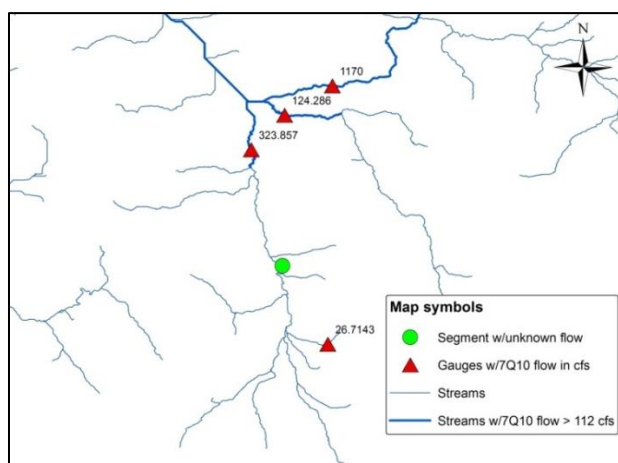 N
1170
124.286
323.857
26.7143
Map symbols
Segment w/unknown flow
Gauges w/7Q10 flow in cfs
Streams
Streams w/7Q10 flow > 112 cfs